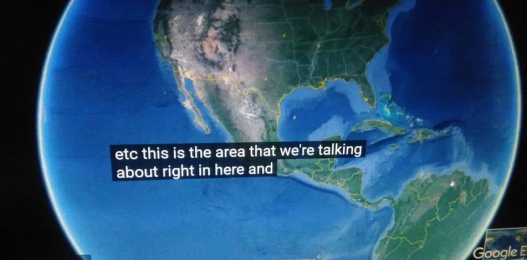 etc this is the area that we're talking
about right in here and
Google E